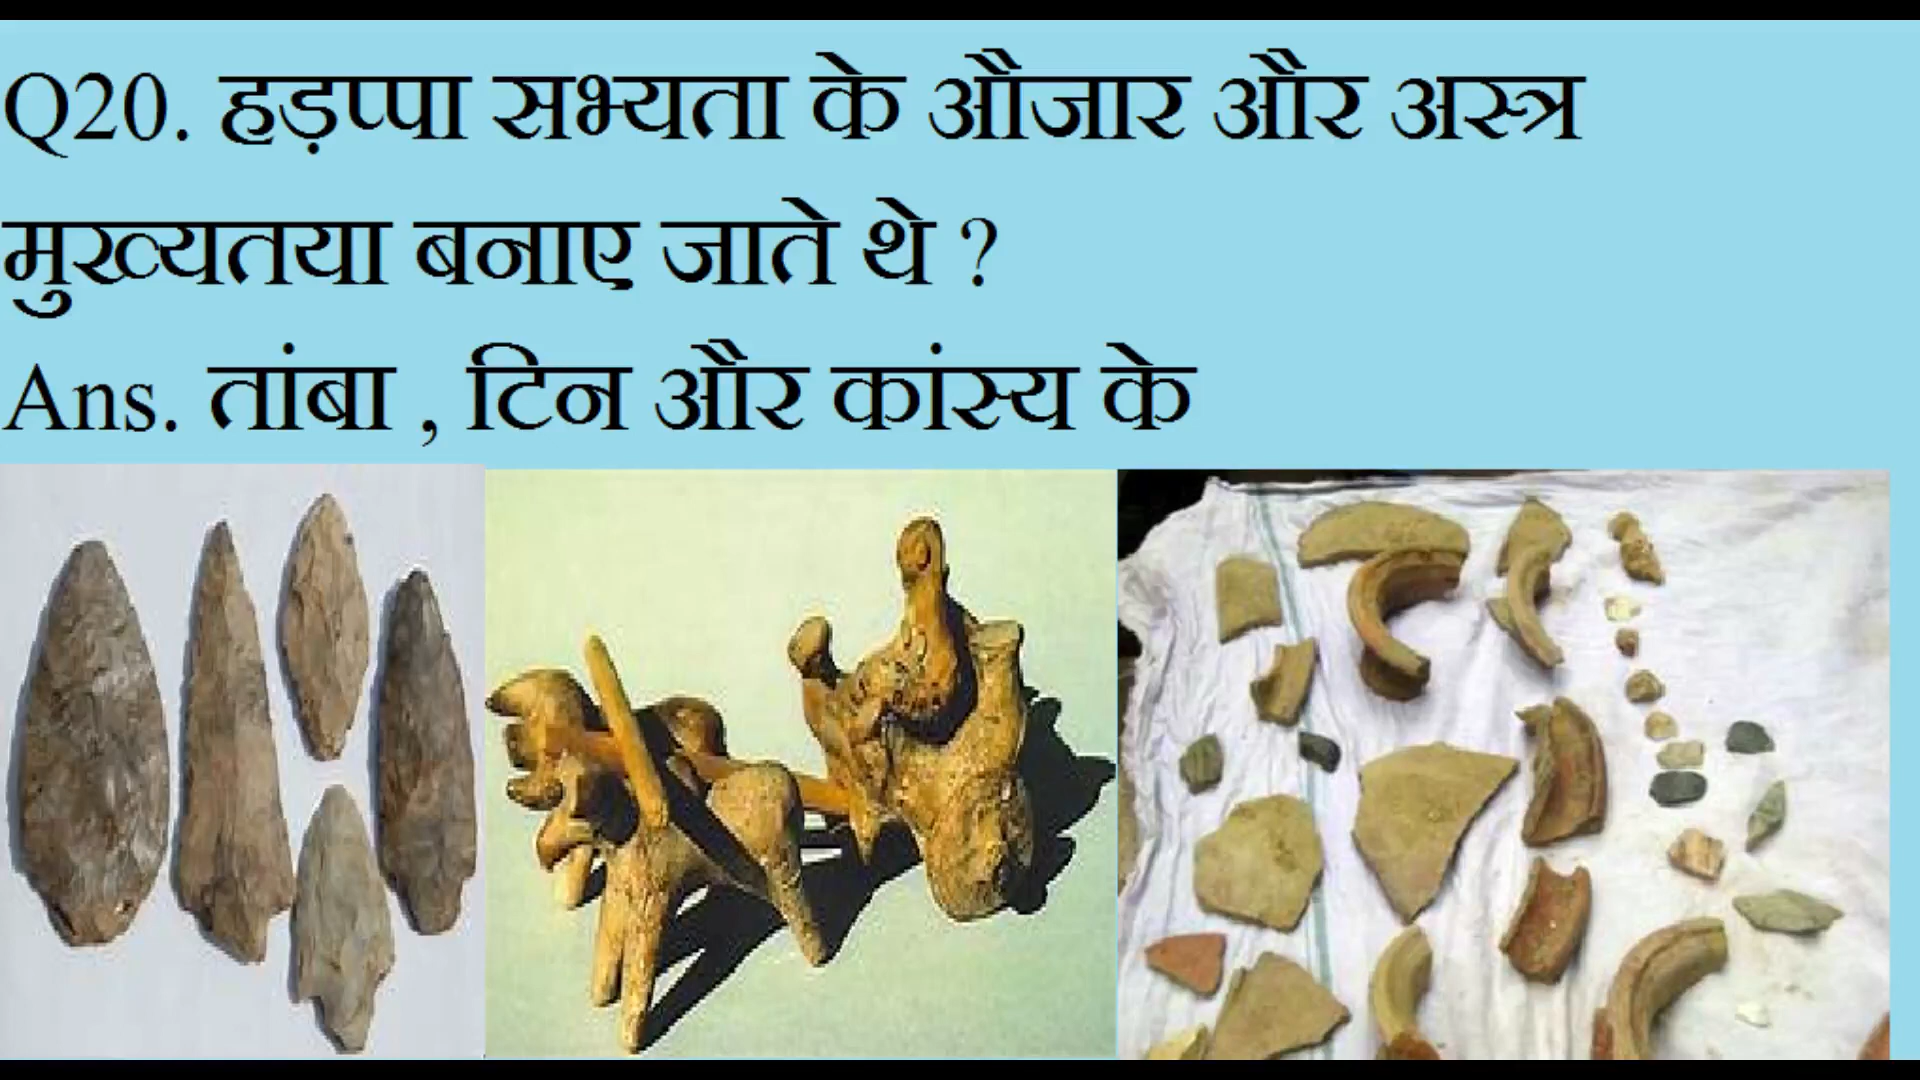 Q20. हड़प्पा सभ्यता के औजार और अस्त्र
मुख्यतया बनाए जाते थे ?
Ans. तांबा , टिन और कांस्य के